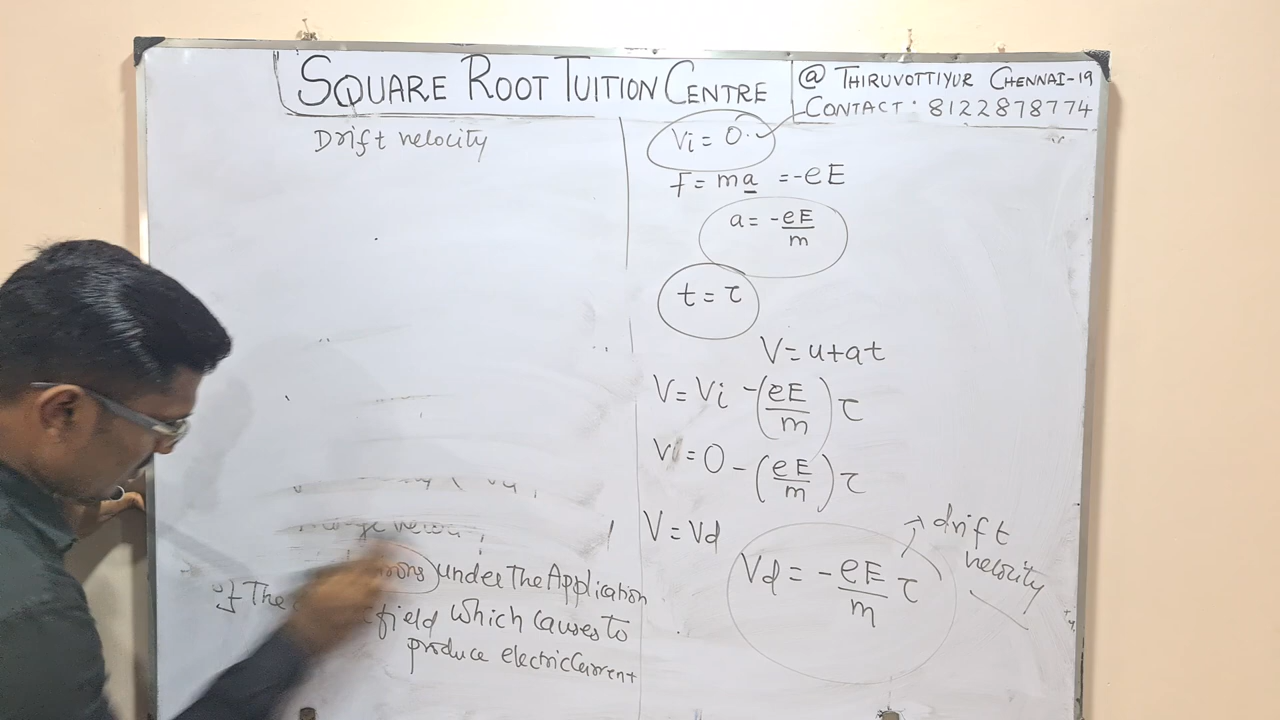 SQUARE ROOT TUITION CENTRE
@ THIRUVOTTIYUR CHENNAI-19
CONTACT: 8122878774
Drift velocity
under The Application
of The field which causes to
produce electric current
Vi = 0
F = ma = -eE
a = -eE/m
t = τ
V = u+at
V = Vi -(eE/m)τ
V = 0 - (eE/m)τ
V = Vd
Vd = -eE/m τ
→ drift
velocity